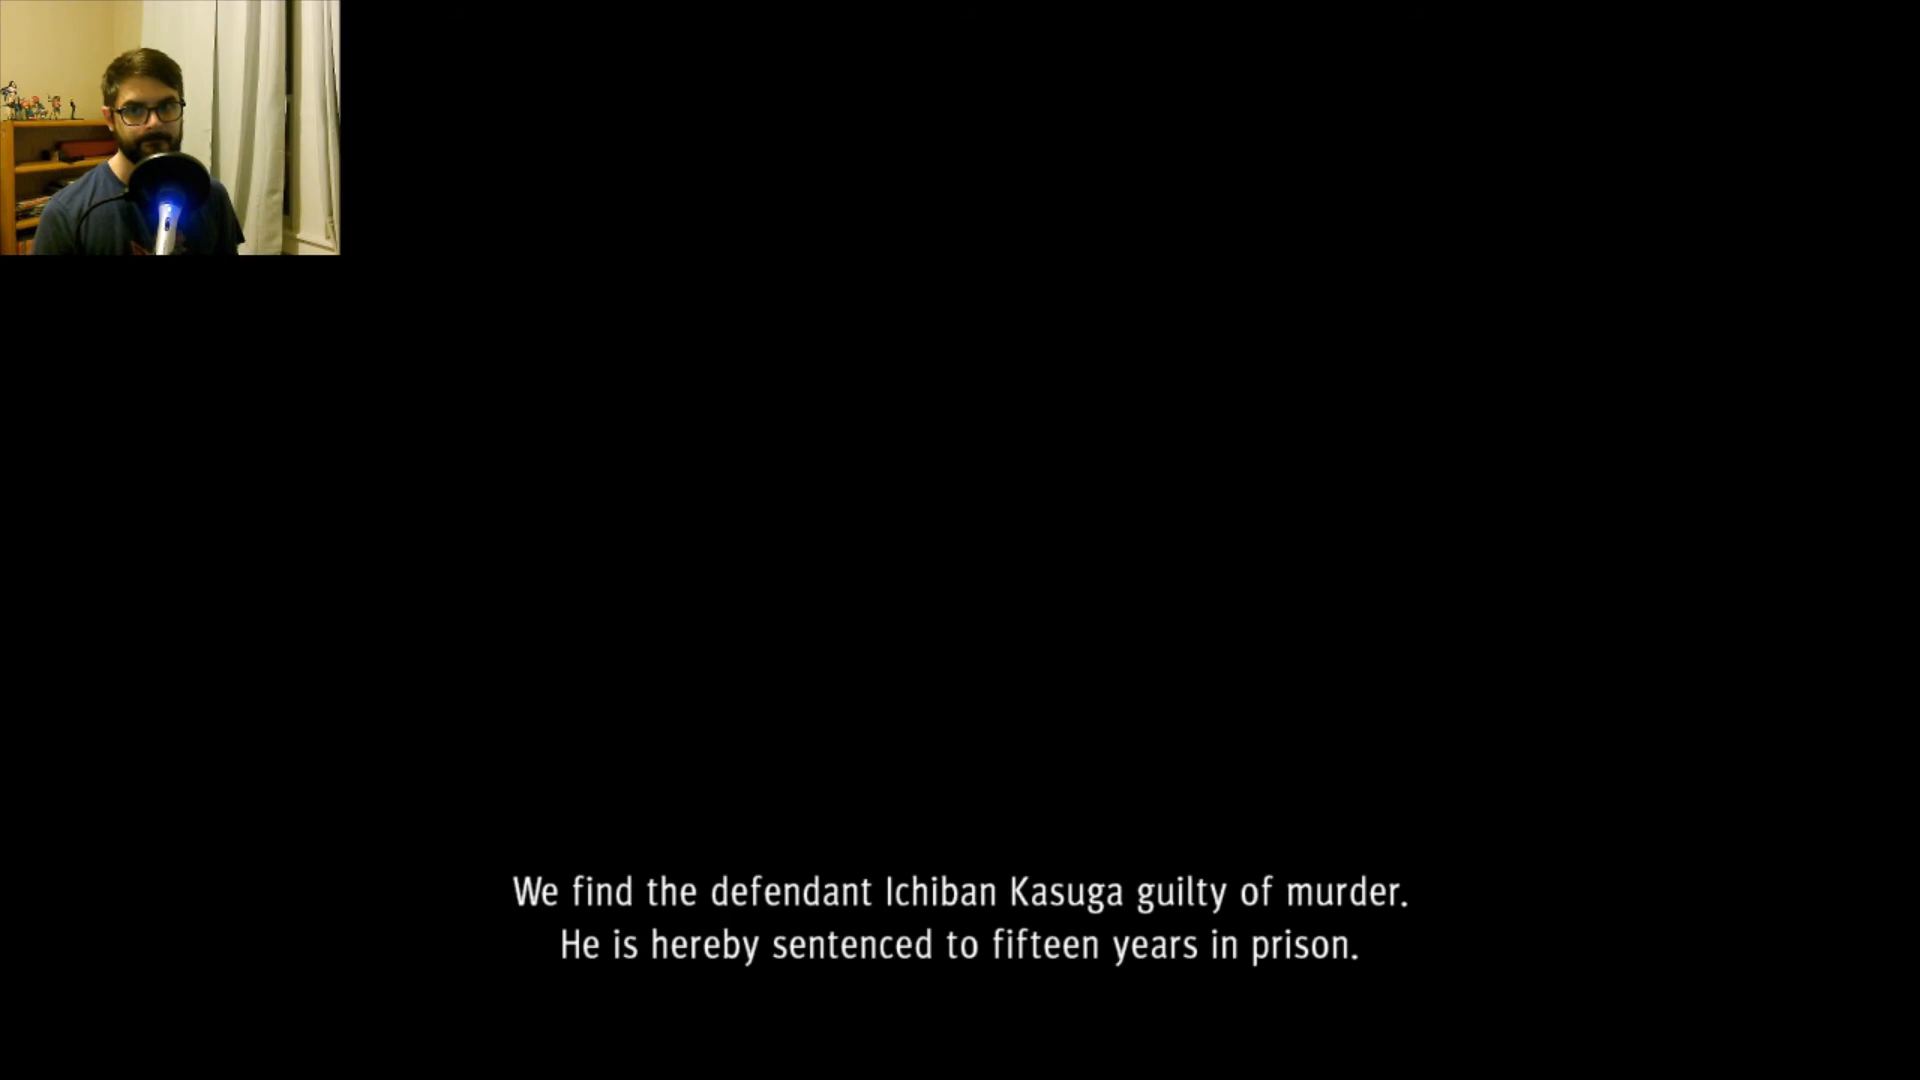 We find the defendant Ichiban Kasuga guilty of murder.
He is hereby sentenced to fifteen years in prison.